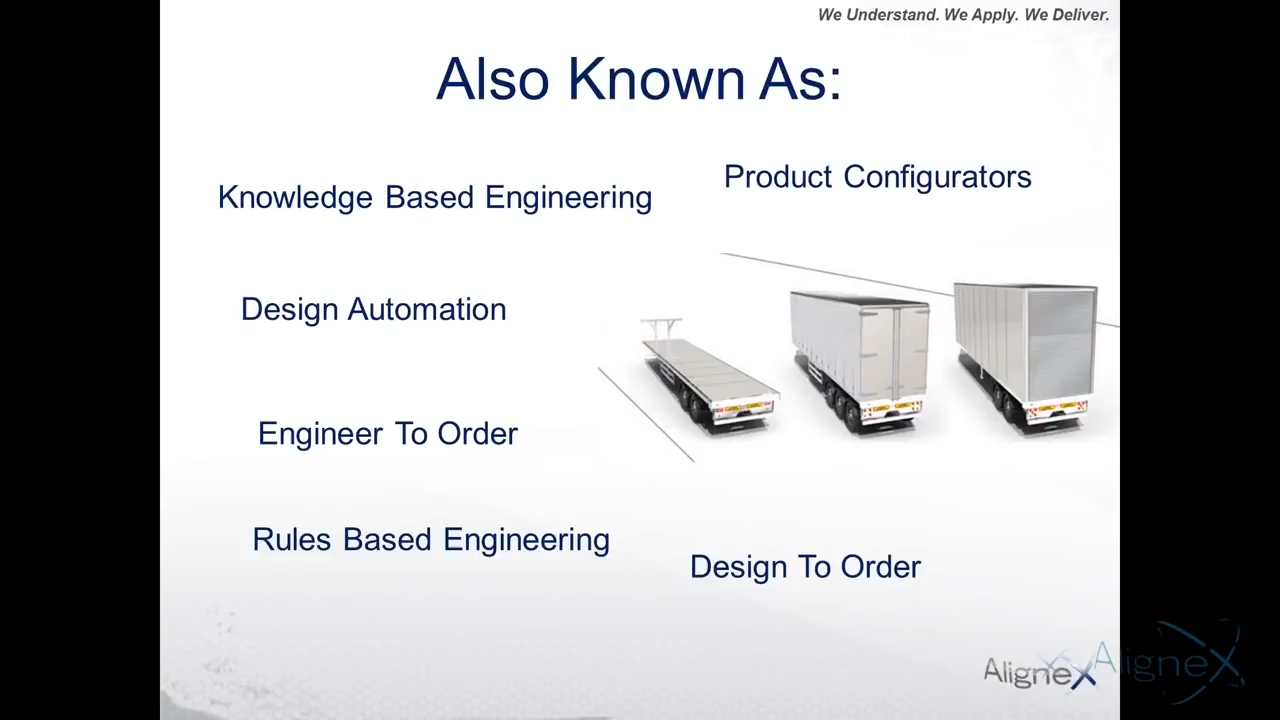 We Understand. We Apply. We Deliver.
Also Known As:
Product Configurators
Knowledge Based Engineering
Design Automation
Engineer To Order
Rules Based Engineering
Design To Order
AligneX
AligneX